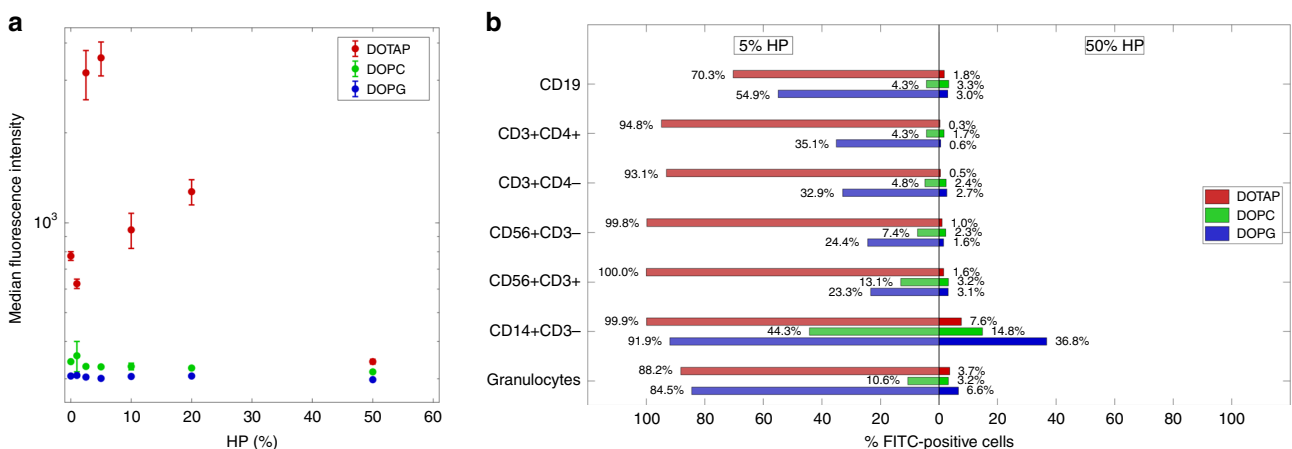 a
Median fluorescence intensity
10³
DOTAP
DOPC
DOPG
0 10 20 30 40 50 60
HP (%)
b
5% HP 50% HP
CD19
70.3% 1.8%
4.3% 3.3%
54.9% 3.0%
CD3+CD4+
94.8% 0.3%
4.3% 1.7%
35.1% 0.6%
CD3+CD4–
93.1% 0.5%
4.8% 2.4%
32.9% 2.7%
CD56+CD3–
99.8% 1.0%
7.4% 2.3%
24.4% 1.6%
CD56+CD3+
100.0% 1.6%
13.1% 3.2%
23.3% 3.1%
CD14+CD3–
99.9% 7.6%
44.3% 14.8%
91.9% 36.8%
Granulocytes
88.2% 3.7%
10.6% 3.2%
84.5% 6.6%
DOTAP
DOPC
DOPG
100 80 60 40 20 0 20 40 60 80 100
% FITC-positive cells